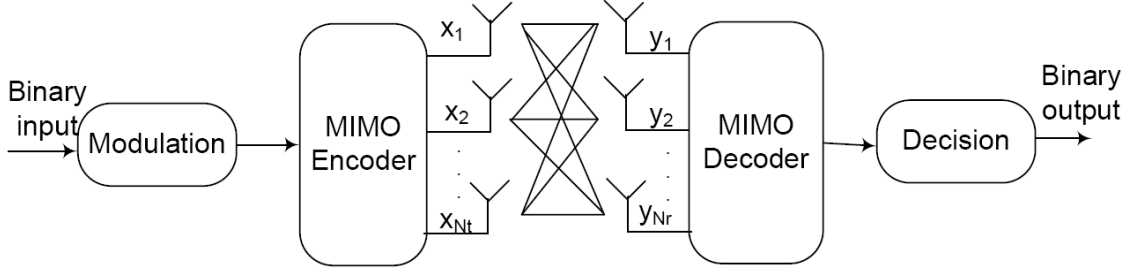 Binary
input
Modulation
MIMO
Encoder
x1
x2
xNt
y1
y2
yNr
MIMO
Decoder
Decision
Binary
output